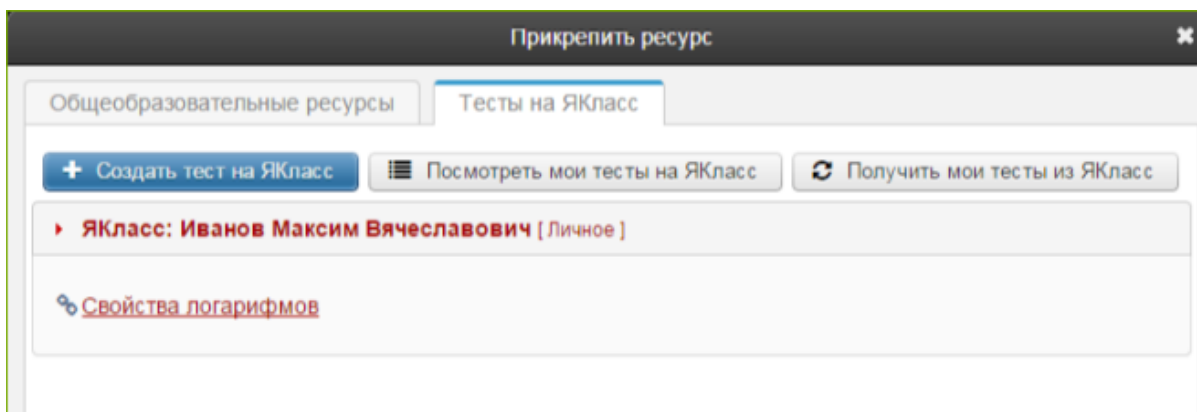 Прикрепить ресурс
Общеобразовательные ресурсы Тесты на ЯКласс
Создать тест на ЯКласс Посмотреть мои тесты на ЯКласс Получить мои тесты из ЯКласс
ЯКласс: Иванов Максим Вячеславович [ Личное ]
Свойства логарифмов